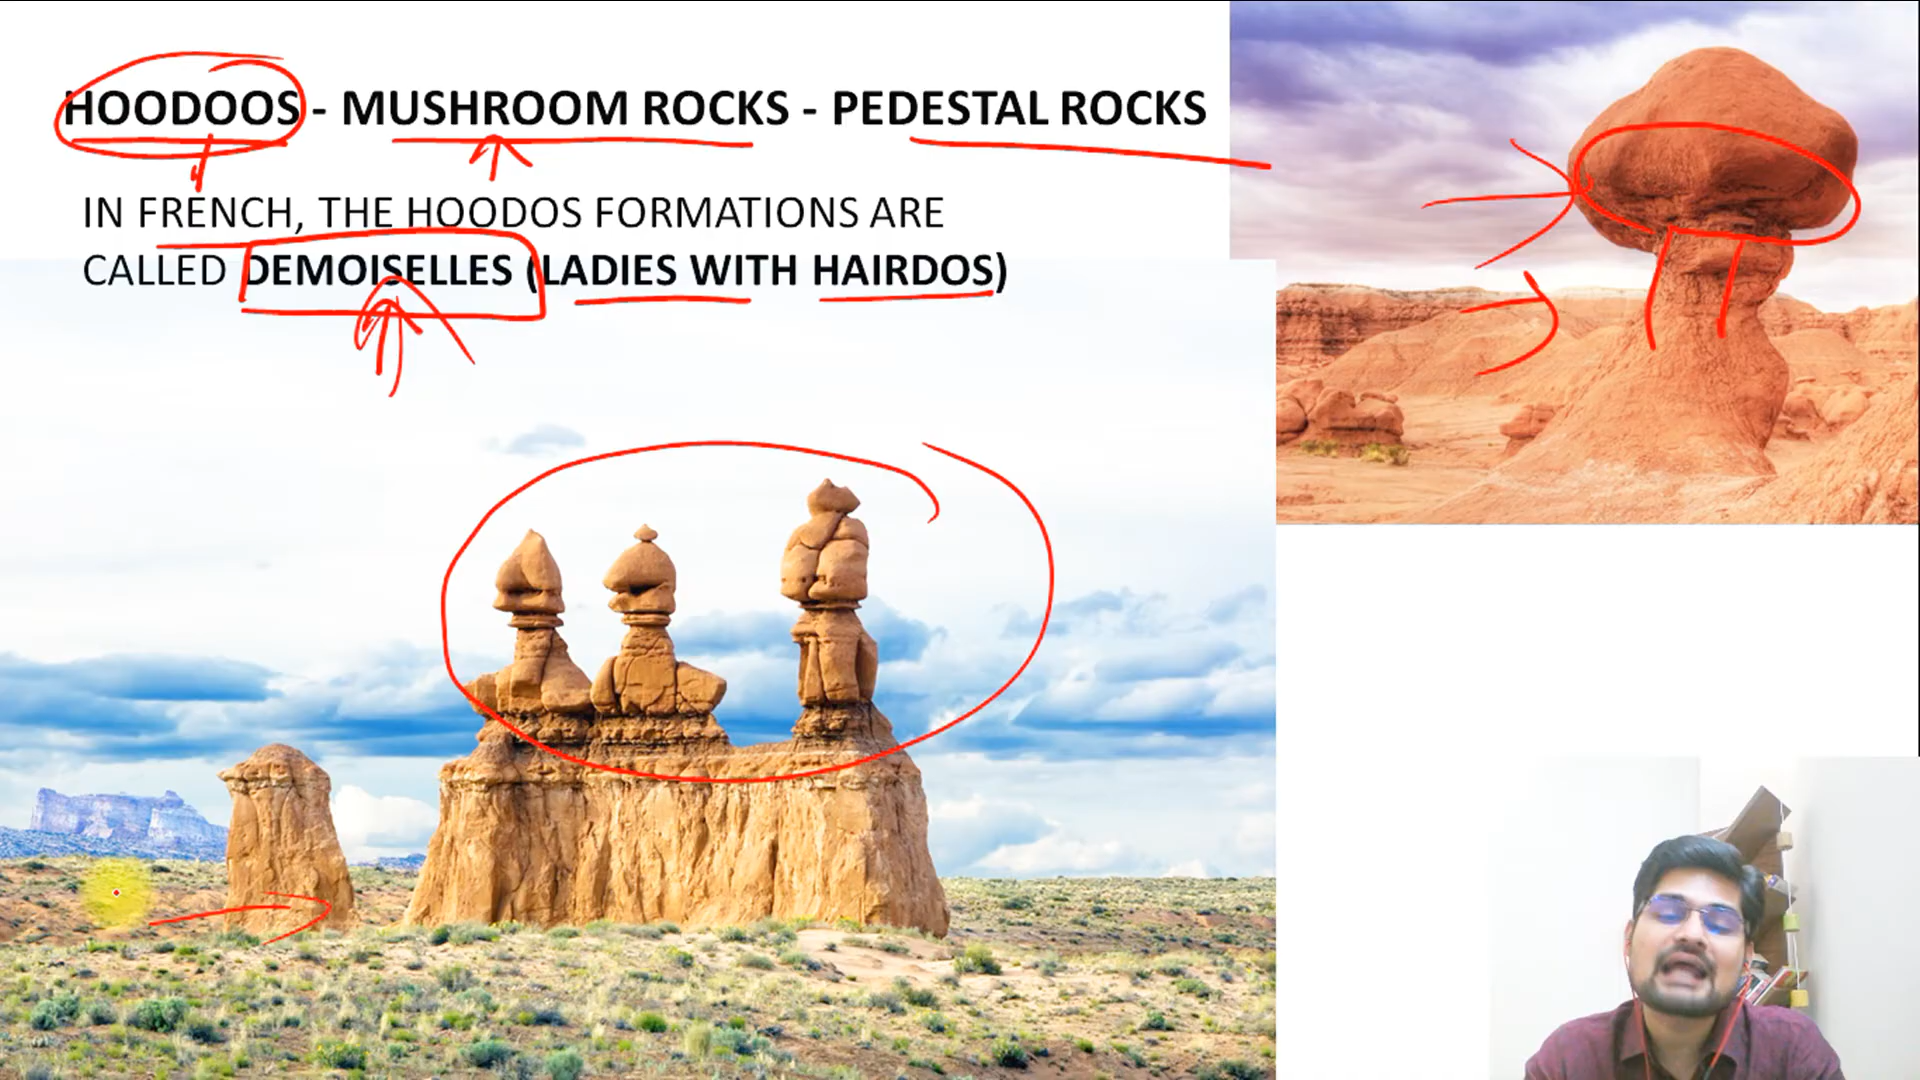 HOODOOS - MUSHROOM ROCKS - PEDESTAL ROCKS
IN FRENCH, THE HOODOS FORMATIONS ARE
CALLED DEMOISELLES (LADIES WITH HAIRDOS)